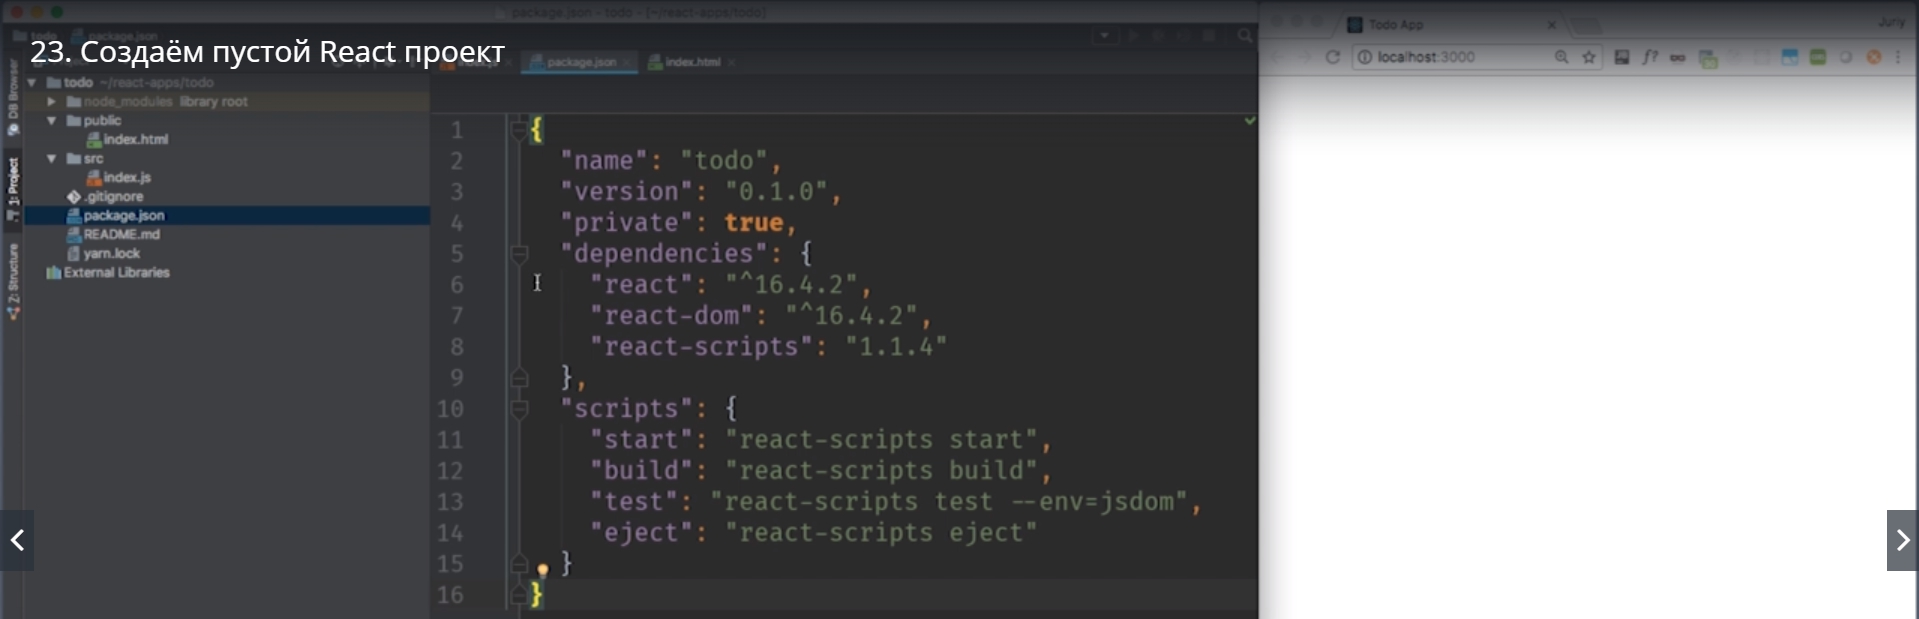 package.json - todo - [~/react-apps/todo]
23. Создаём пустой React проект
package.json
index.html
todo ~/react-apps/todo
node_modules library root
public
index.html
src
index.js
.gitignore
package.json
README.md
yarn.lock
External Libraries
DB Browser
1: Project
Z: Structure
1 {
2 "name": "todo",
3 "version": "0.1.0",
4 "private": true,
5 "dependencies": {
6 "react": "^16.4.2",
7 "react-dom": "^16.4.2",
8 "react-scripts": "1.1.4"
9 },
10 "scripts": {
11 "start": "react-scripts start",
12 "build": "react-scripts build",
13 "test": "react-scripts test --env=jsdom",
14 "eject": "react-scripts eject"
15 }
16 }
Todo App
Juriy
localhost:3000
f?